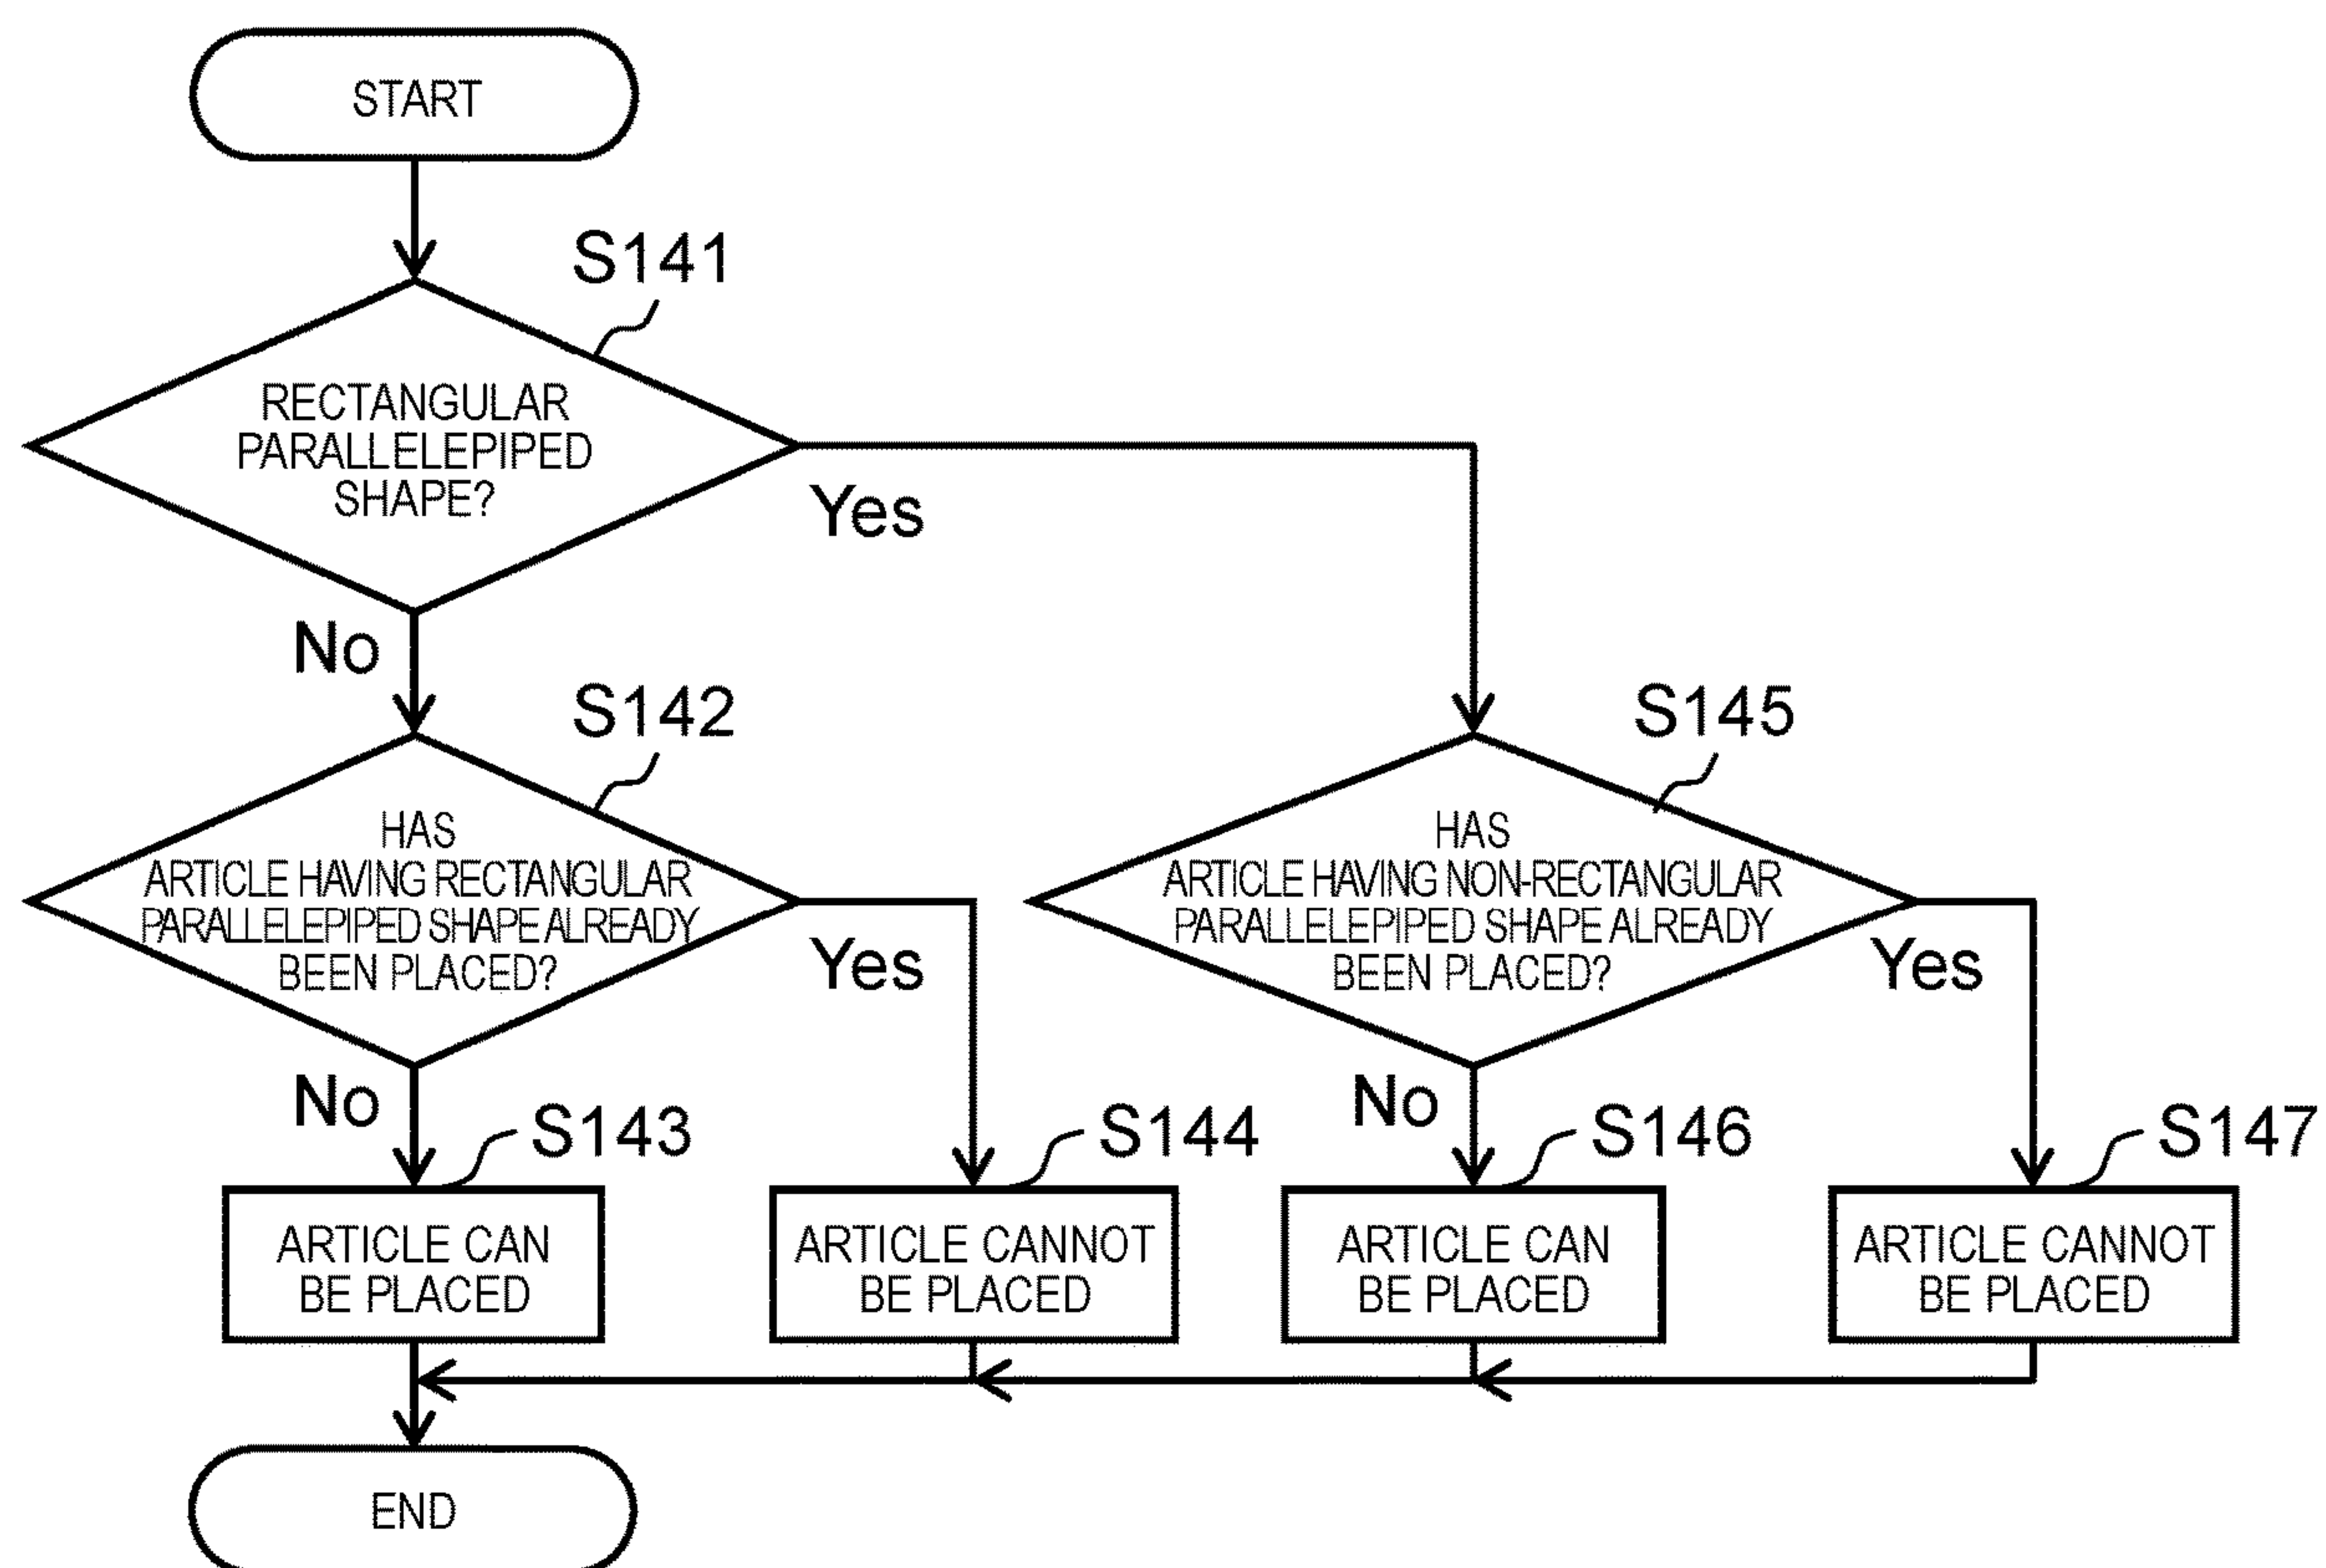 START
S141
RECTANGULAR
PARALLELEPIPED
SHAPE?
Yes
No
S142
HAS
ARTICLE HAVING RECTANGULAR
PARALLELEPIPED SHAPE ALREADY
BEEN PLACED?
Yes
No
S145
HAS
ARTICLE HAVING NON-RECTANGULAR
PARALLELEPIPED SHAPE ALREADY
BEEN PLACED?
Yes
No
S143
ARTICLE CAN
BE PLACED
S144
ARTICLE CANNOT
BE PLACED
S146
ARTICLE CAN
BE PLACED
S147
ARTICLE CANNOT
BE PLACED
END